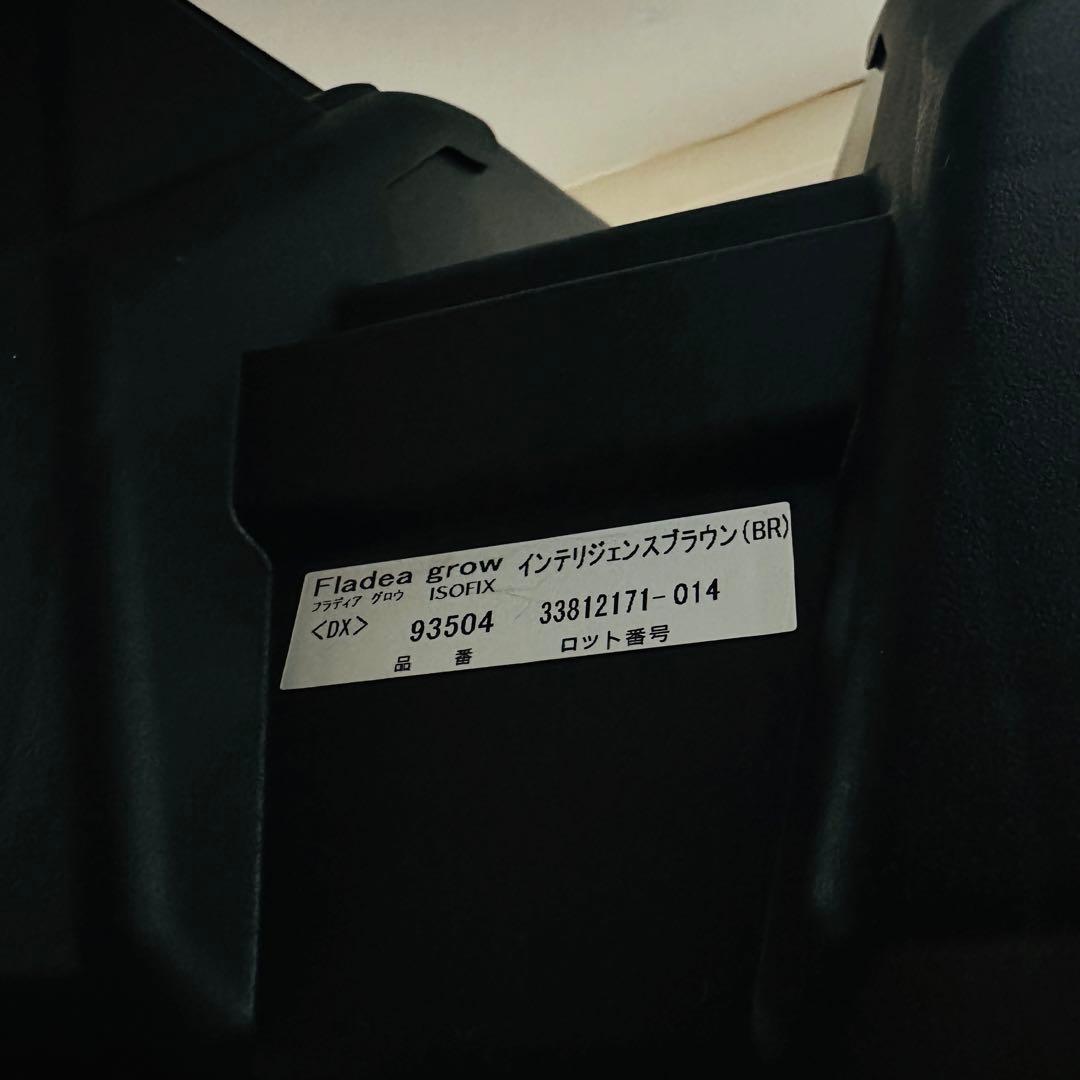 Fladea grow インテリジェンスブラウン(BR)
フラディア グロウ ISOFIX
<DX> 93504 33812171-014
品 番 ロット番号